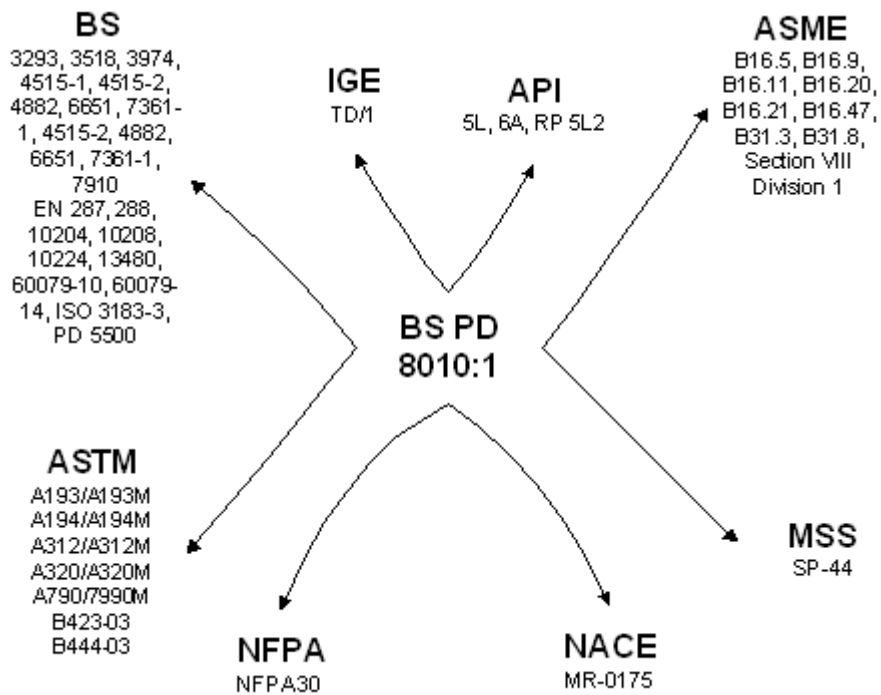 BS
3293, 3518, 3974,
4515-1, 4515-2,
4882, 6651, 7361-
1, 4515-2, 4882,
6651, 7361-1,
7910
EN 287, 288,
10204, 10208,
10224, 13480,
60079-10, 60079-
14, ISO 3183-3,
PD 5500
IGE
TD/1
API
5L, 6A, RP 5L2
ASME
B16.5, B16.9,
B16.11, B16.20,
B16.21, B16.47,
B31.3, B31.8,
Section VIII
Division 1
BS PD
8010:1
ASTM
A193/A193M
A194/A194M
A312/A312M
A320/A320M
A790/7990M
B423-03
B444-03
NFPA
NFPA30
NACE
MR-0175
MSS
SP-44